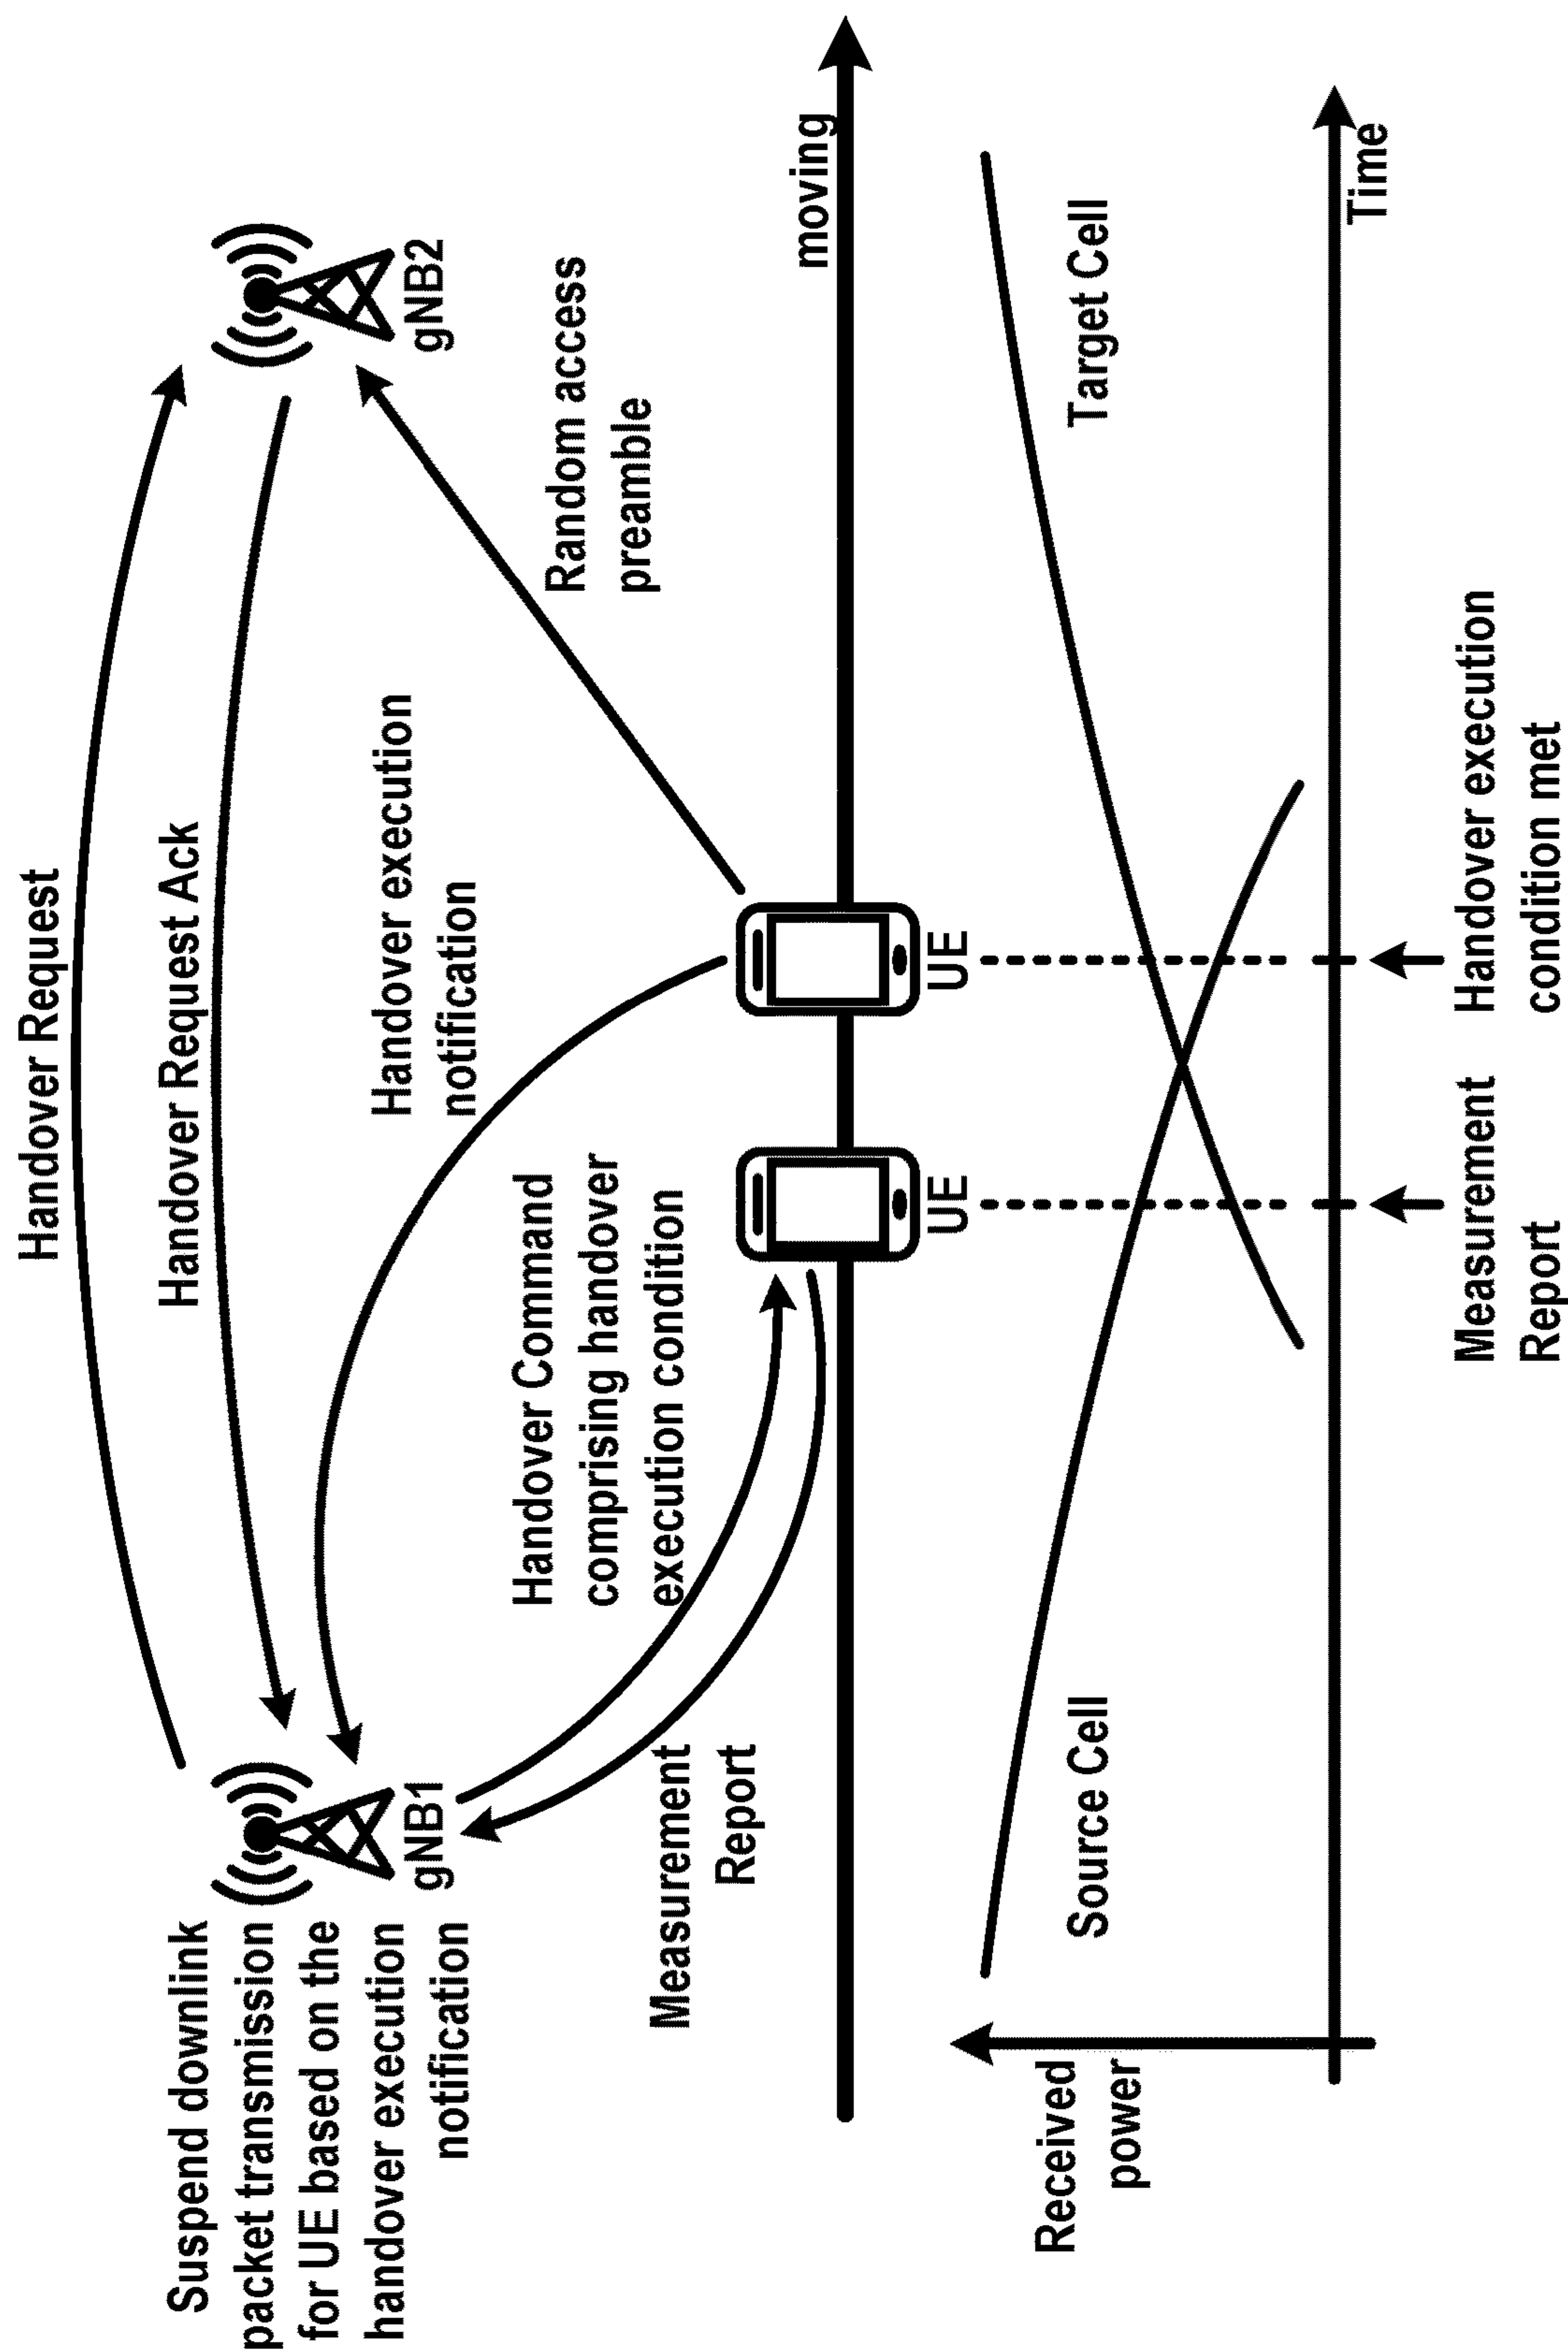 Handover Request
Handover Request Ack
Suspend downlink
packet transmission
for UE based on the
handover execution
notification
gNB1
gNB2
Handover execution
notification
Handover Command
comprising handover
execution condition
Random access
preamble
Measurement
Report
moving
UE
UE
Received
power
Source Cell
Target Cell
Time
Measurement
Report
Handover execution
condition met